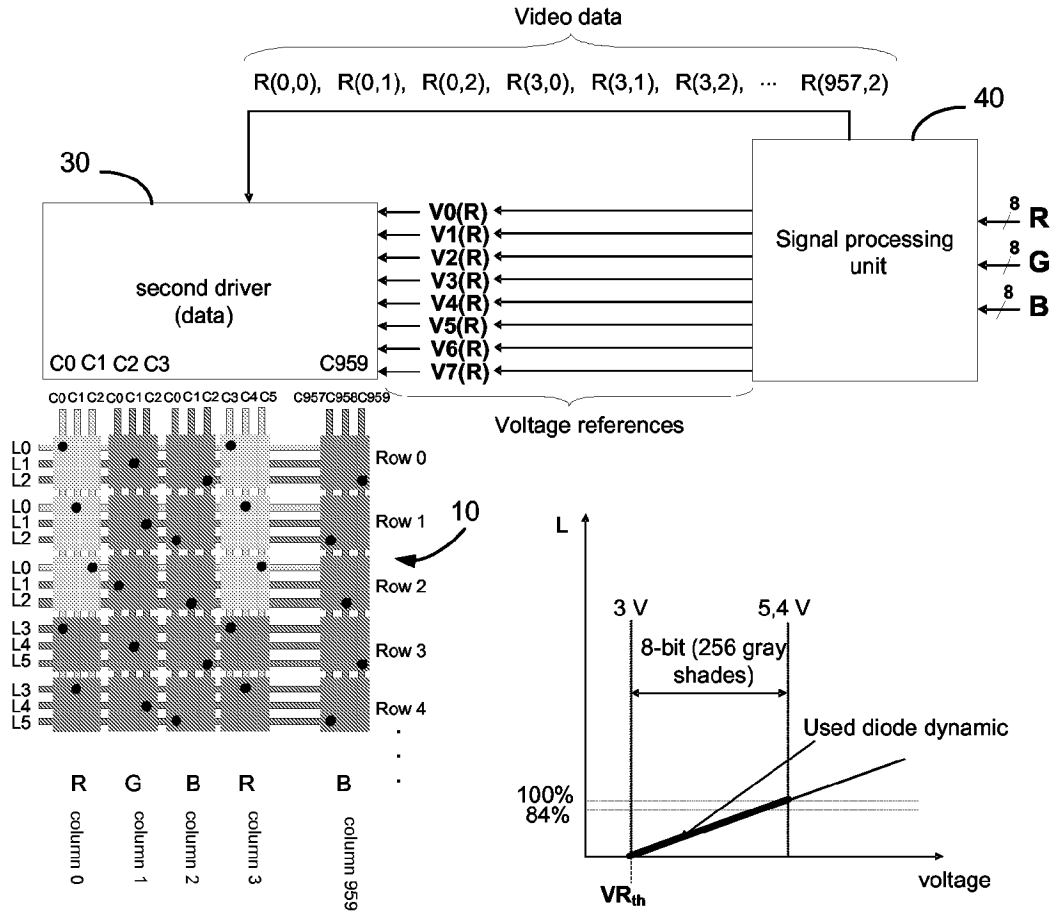 Video data
R(0,0), R(0,1), R(0,2), R(3,0), R(3,1), R(3,2), ... R(957,2)
40
30
V0(R)
V1(R)
V2(R)
V3(R)
V4(R)
V5(R)
V6(R)
V7(R)
Signal processing
unit
8 R
8 G
8 B
second driver
(data)
C0 C1 C2 C3 C959
Voltage references
C0 C1 C2 C0 C1 C2 C0 C1 C2 C3 C4 C5 C957 C958 C959
L0
L1
L2
Row 0
L0
L1
L2
Row 1
10
L0
L1
L2
Row 2
L3
L4
L5
Row 3
L3
L4
L5
Row 4
R G B R B
column 0
column 1
column 2
column 3
column 959
L
3 V
5,4 V
8-bit (256 gray
shades)
Used diode dynamic
100%
84%
VRth
voltage